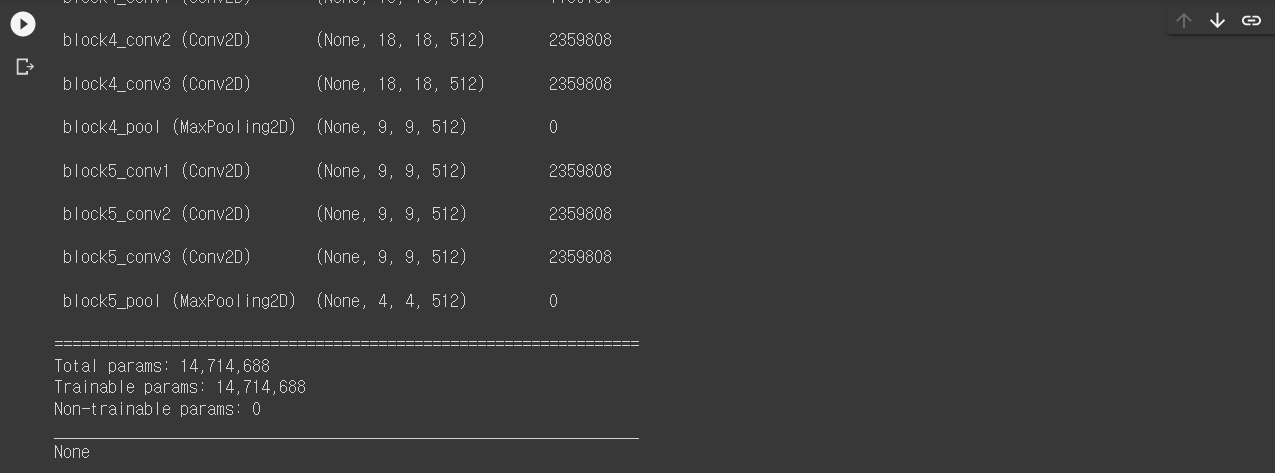 block4_conv2 (Conv2D) (None, 18, 18, 512) 2359808
block4_conv3 (Conv2D) (None, 18, 18, 512) 2359808
block4_pool (MaxPooling2D) (None, 9, 9, 512) 0
block5_conv1 (Conv2D) (None, 9, 9, 512) 2359808
block5_conv2 (Conv2D) (None, 9, 9, 512) 2359808
block5_conv3 (Conv2D) (None, 9, 9, 512) 2359808
block5_pool (MaxPooling2D) (None, 4, 4, 512) 0
=================================================================
Total params: 14,714,688
Trainable params: 14,714,688
Non-trainable params: 0
_________________________________________________________________
None